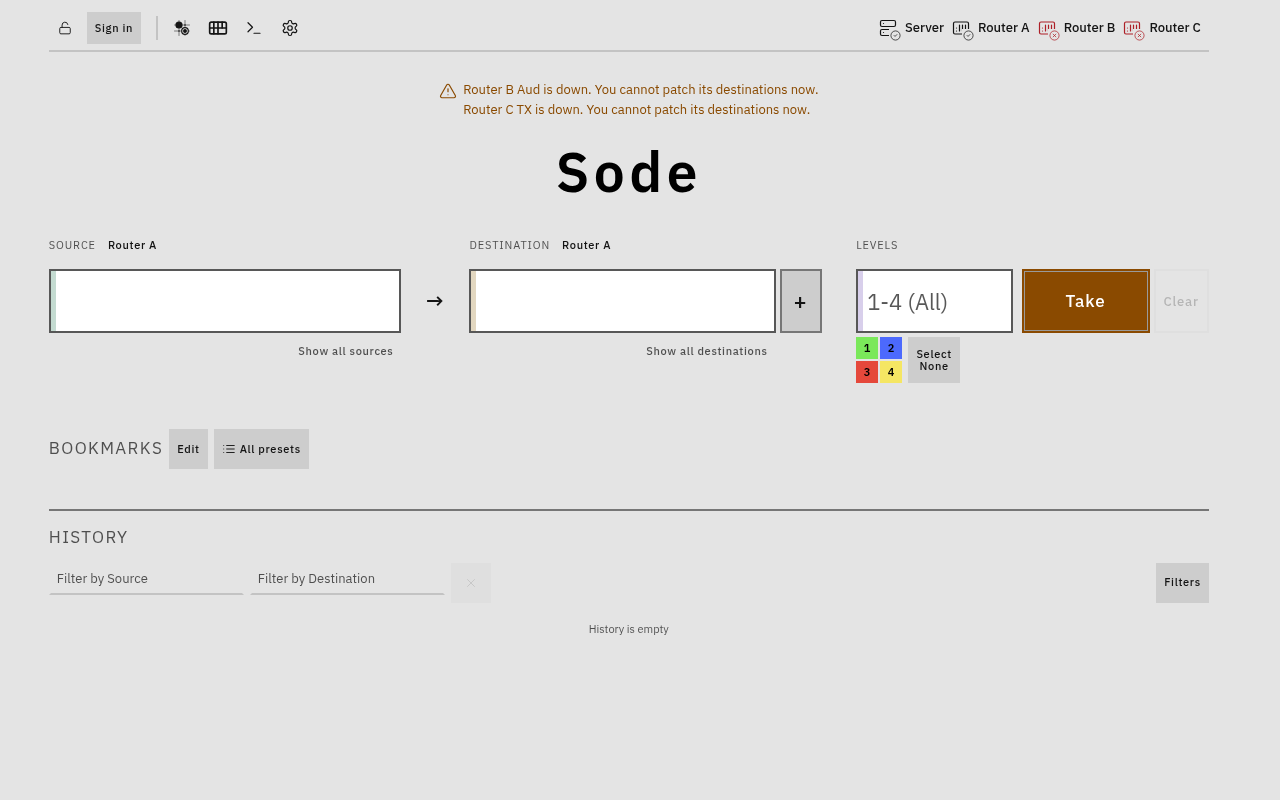 Sign in
Server
Router A
Router B
Router C
Router B Aud is down. You cannot patch its destinations now.
Router C TX is down. You cannot patch its destinations now.
Sode
SOURCE Router A
DESTINATION Router A
LEVELS
+
1-4 (All)
Take
Clear
Show all sources
Show all destinations
1 2
3 4
Select
None
BOOKMARKS
Edit
All presets
HISTORY
Filter by Source
Filter by Destination
Filters
History is empty